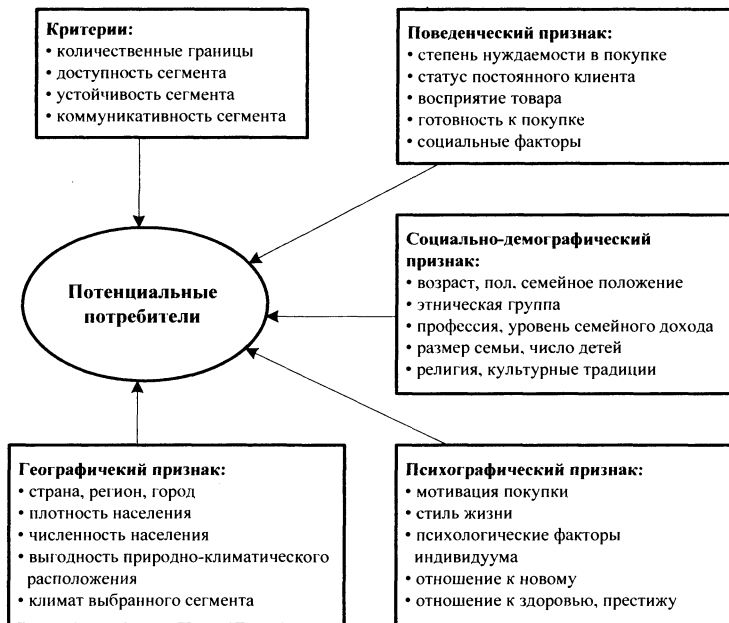 Критерии:
• количественные границы
• доступность сегмента
• устойчивость сегмента
• коммуникативность сегмента
Поведенческий признак:
• степень нуждаемости в покупке
• статус постоянного клиента
• восприятие товара
• готовность к покупке
• социальные факторы
Потенциальные
потребители
Социально-демографический
признак:
• возраст, пол, семейное положение
• этническая группа
• профессия, уровень семейного дохода
• размер семьи, число детей
• религия, культурные традиции
Географичекий признак:
• страна, регион, город
• плотность населения
• численность населения
• выгодность природно-климатического
расположения
• климат выбранного сегмента
Психографический признак:
• мотивация покупки
• стиль жизни
• психологические факторы
индивидуума
• отношение к новому
• отношение к здоровью, престижу